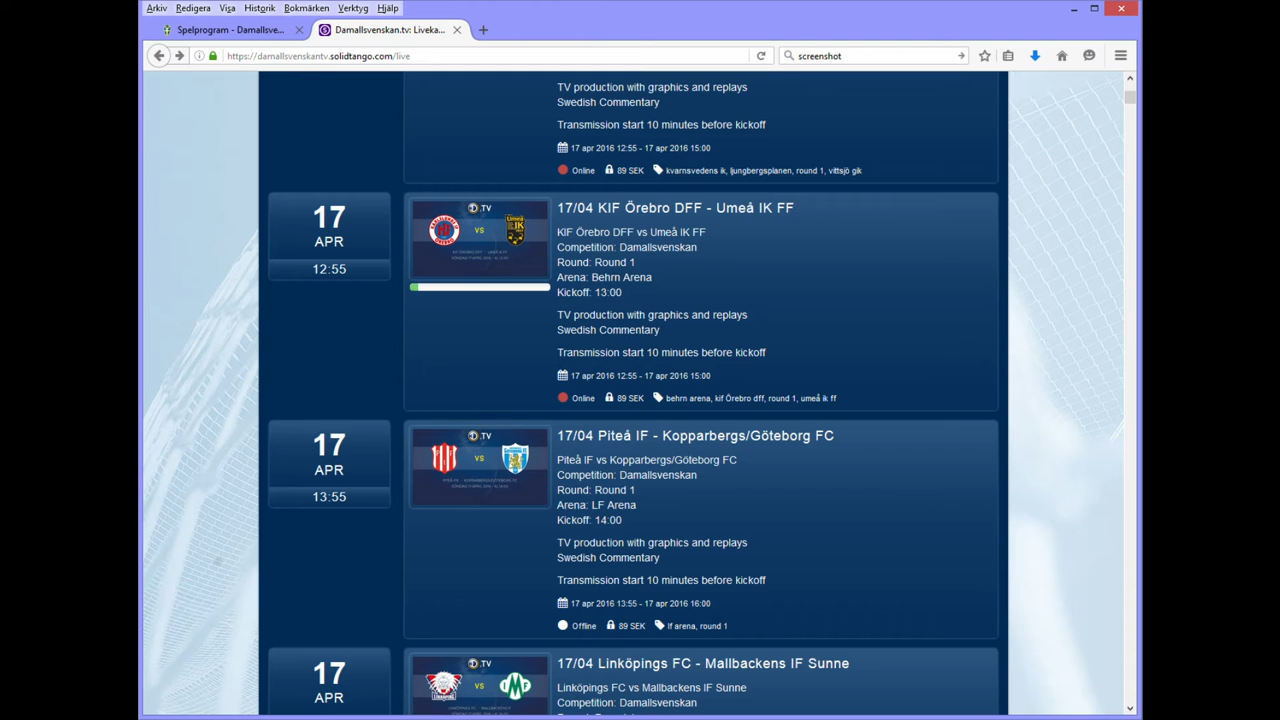 Arkiv Redigera Visa Historik Bokmärken Verktyg Hjälp
Spelprogram - Damallsve... Damallsvenskan.tv: Liveka...
https://damallsvenskantv.solidtango.com/live screenshot
TV production with graphics and replays
Swedish Commentary
Transmission start 10 minutes before kickoff
17 apr 2016 12:55 - 17 apr 2016 15:00
Online 89 SEK kvarnsvedens ik, ljungbergsplanen, round 1, vittsjö gik
17
APR
12:55
.TV
VS
17/04 KIF Örebro DFF - Umeå IK FF
KIF Örebro DFF vs Umeå IK FF
Competition: Damallsvenskan
Round: Round 1
Arena: Behrn Arena
Kickoff: 13:00
TV production with graphics and replays
Swedish Commentary
Transmission start 10 minutes before kickoff
17 apr 2016 12:55 - 17 apr 2016 15:00
Online 89 SEK behrn arena, kif Örebro dff, round 1, umeå ik ff
17
APR
13:55
.TV
VS
17/04 Piteå IF - Kopparbergs/Göteborg FC
Piteå IF vs Kopparbergs/Göteborg FC
Competition: Damallsvenskan
Round: Round 1
Arena: LF Arena
Kickoff: 14:00
TV production with graphics and replays
Swedish Commentary
Transmission start 10 minutes before kickoff
17 apr 2016 13:55 - 17 apr 2016 16:00
Offline 89 SEK lf arena, round 1
17
APR
.TV
VS
17/04 Linköpings FC - Mallbackens IF Sunne
Linköpings FC vs Mallbackens IF Sunne
Competition: Damallsvenskan